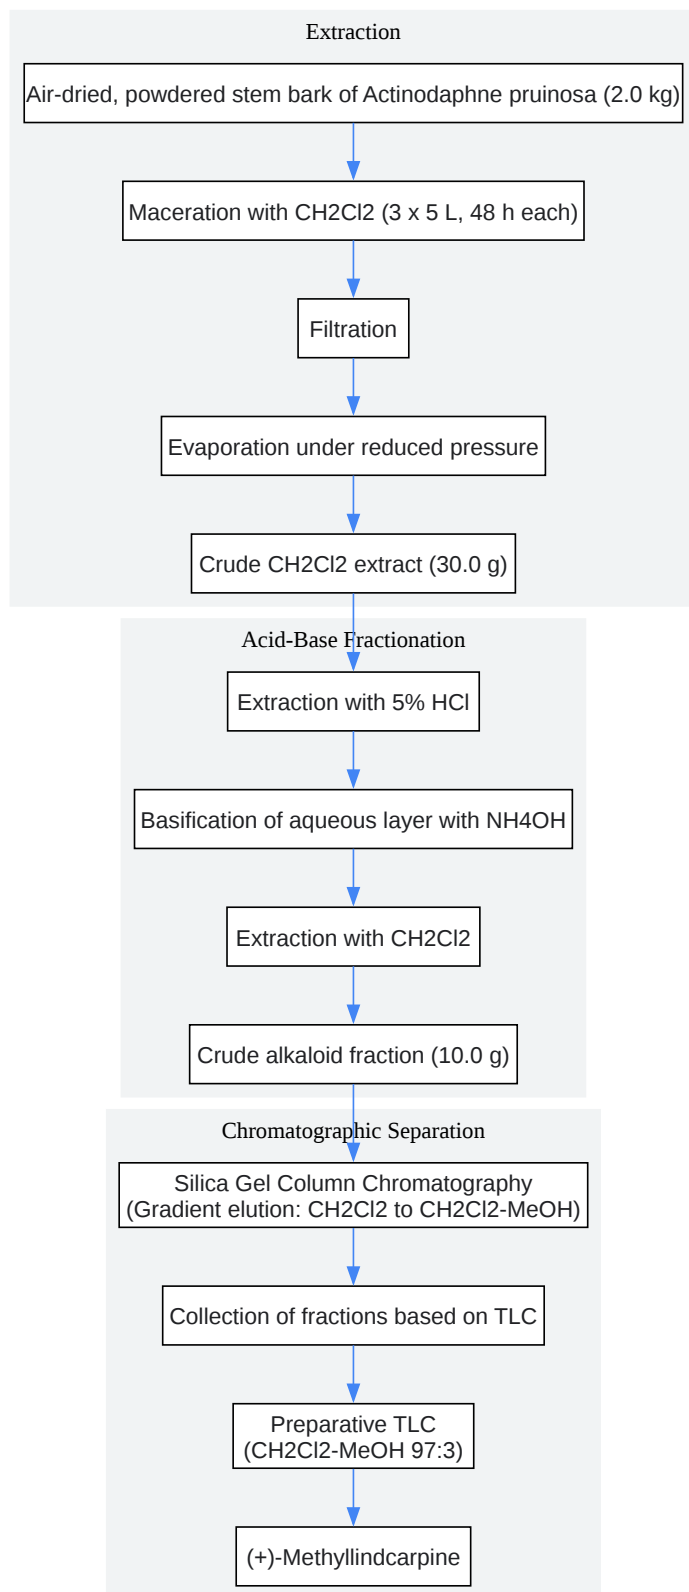 Extraction
Air-dried, powdered stem bark of Actinodaphne pruinosa (2.0 kg)
Maceration with CH2Cl2 (3 x 5 L, 48 h each)
Filtration
Evaporation under reduced pressure
Crude CH2Cl2 extract (30.0 g)
Acid-Base Fractionation
Extraction with 5% HCl
Basification of aqueous layer with NH4OH
Extraction with CH2Cl2
Crude alkaloid fraction (10.0 g)
Chromatographic Separation
Silica Gel Column Chromatography
(Gradient elution: CH2Cl2 to CH2Cl2-MeOH)
Collection of fractions based on TLC
Preparative TLC
(CH2Cl2-MeOH 97:3)
(+)-Methyllindcarpine